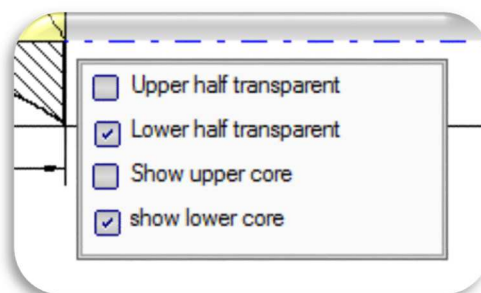 Upper half transparent
Lower half transparent
Show upper core
show lower core